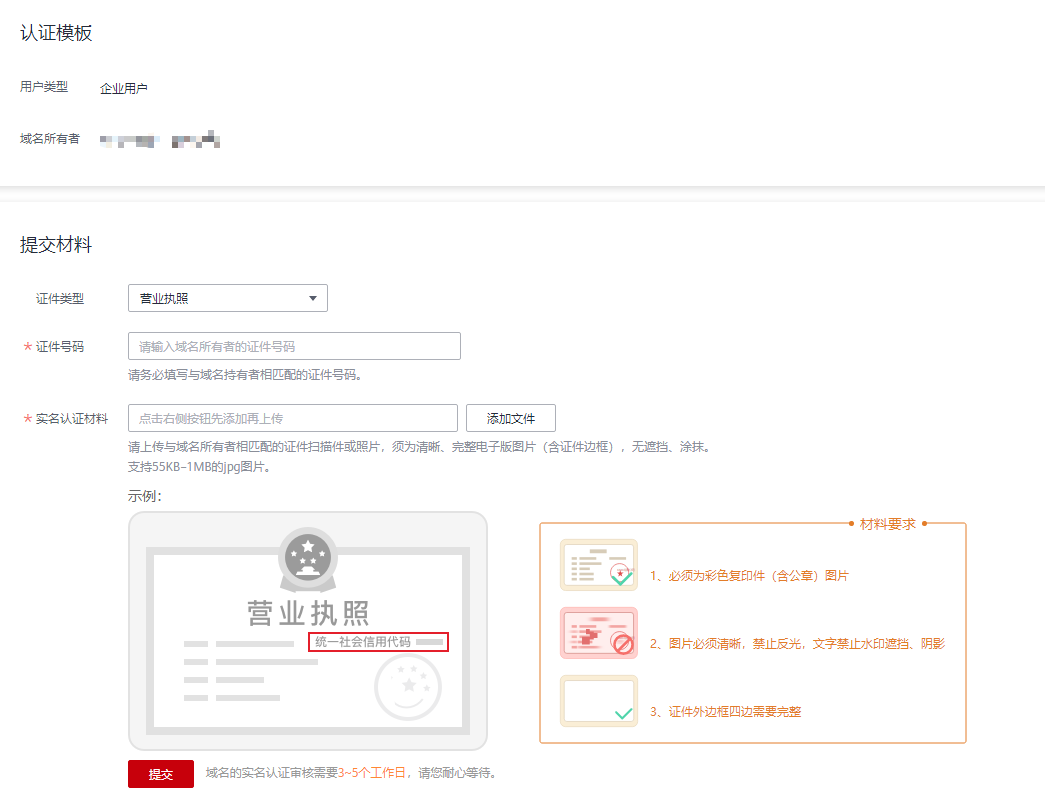 认证模板
用户类型 企业用户
域名所有者
提交材料
证件类型 营业执照
* 证件号码 请输入域名所有者的证件号码
请务必填写与域名持有者相匹配的证件号码。
* 实名认证材料 点击右侧按钮先添加再上传 添加文件
请上传与域名所有者相匹配的证件扫描件或照片，须为清晰、完整电子版图片（含证件边框），无遮挡、涂抹。
支持55KB~1MB的jpg图片。
示例：
营业执照
统一社会信用代码
材料要求
1、必须为彩色复印件（含公章）图片
2、图片必须清晰，禁止反光，文字禁止水印遮挡、阴影
3、证件外边框四边需要完整
提交 域名的实名认证审核需要3~5个工作日，请您耐心等待。